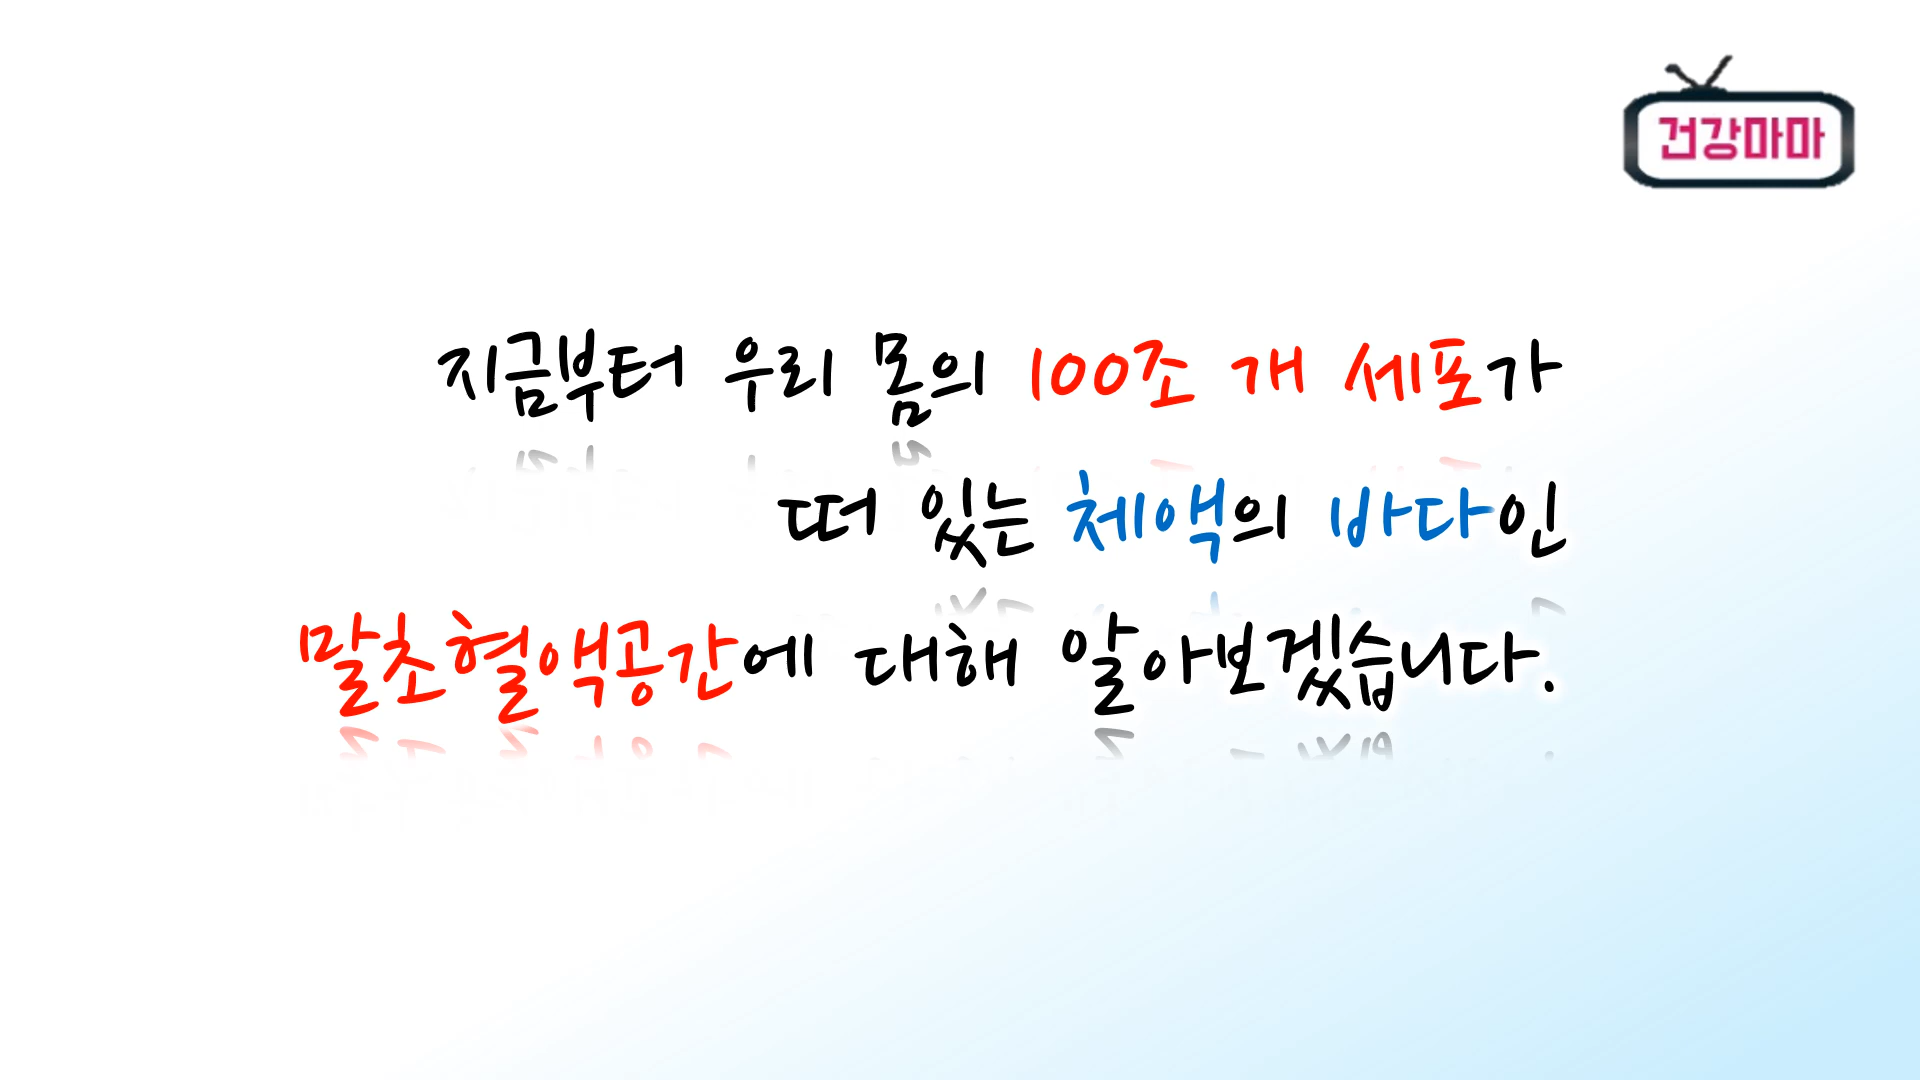 건강마마
지금부터 우리 몸의 100조 개 세포가
떠 있는 체액의 바다인
말초혈액공간에 대해 알아보겠습니다.